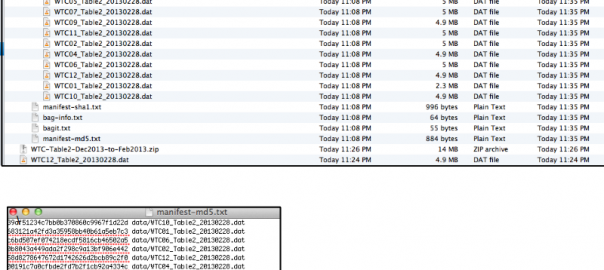 WTC05_Table2_20130228.dat Today 11:08 PM 5 MB DAT file Today 11:35 PM
WTC07_Table2_20130228.dat Today 11:08 PM 5 MB DAT file Today 11:35 PM
WTC09_Table2_20130228.dat Today 11:08 PM 4.9 MB DAT file Today 11:35 PM
WTC11_Table2_20130228.dat Today 11:08 PM 5 MB DAT file Today 11:35 PM
WTC02_Table2_20130228.dat Today 11:08 PM 5 MB DAT file Today 11:35 PM
WTC04_Table2_20130228.dat Today 11:08 PM 4.9 MB DAT file Today 11:35 PM
WTC06_Table2_20130228.dat Today 11:08 PM 5 MB DAT file Today 11:35 PM
WTC12_Table2_20130228.dat Today 11:08 PM 4.9 MB DAT file Today 11:35 PM
WTC01_Table2_20130228.dat Today 11:08 PM 2.3 MB DAT file Today 11:35 PM
WTC10_Table2_20130228.dat Today 11:08 PM 4.9 MB DAT file Today 11:35 PM
manifest-sha1.txt Today 11:08 PM 996 bytes Plain Text Today 11:35 PM
bag-info.txt Today 11:08 PM 64 bytes Plain Text Today 11:35 PM
bagit.txt Today 11:08 PM 55 bytes Plain Text Today 11:35 PM
manifest-md5.txt Today 11:08 PM 884 bytes Plain Text Today 11:35 PM
WTC-Table2-Dec2013-to-Feb2013.zip Today 11:26 PM 14 MB ZIP archive Today 11:26 PM
WTC12_Table2_20130228.dat Today 11:24 PM 4.9 MB DAT file Today 11:24 PM
manifest-md5.txt
data/WTC10_Table2_20130228.dat
data/WTC01_Table2_20130228.dat
data/WTC06_Table2_20130228.dat
data/WTC02_Table2_20130228.dat
data/WTC12_Table2_20130228.dat
data/WTC04_Table2_20130228.dat